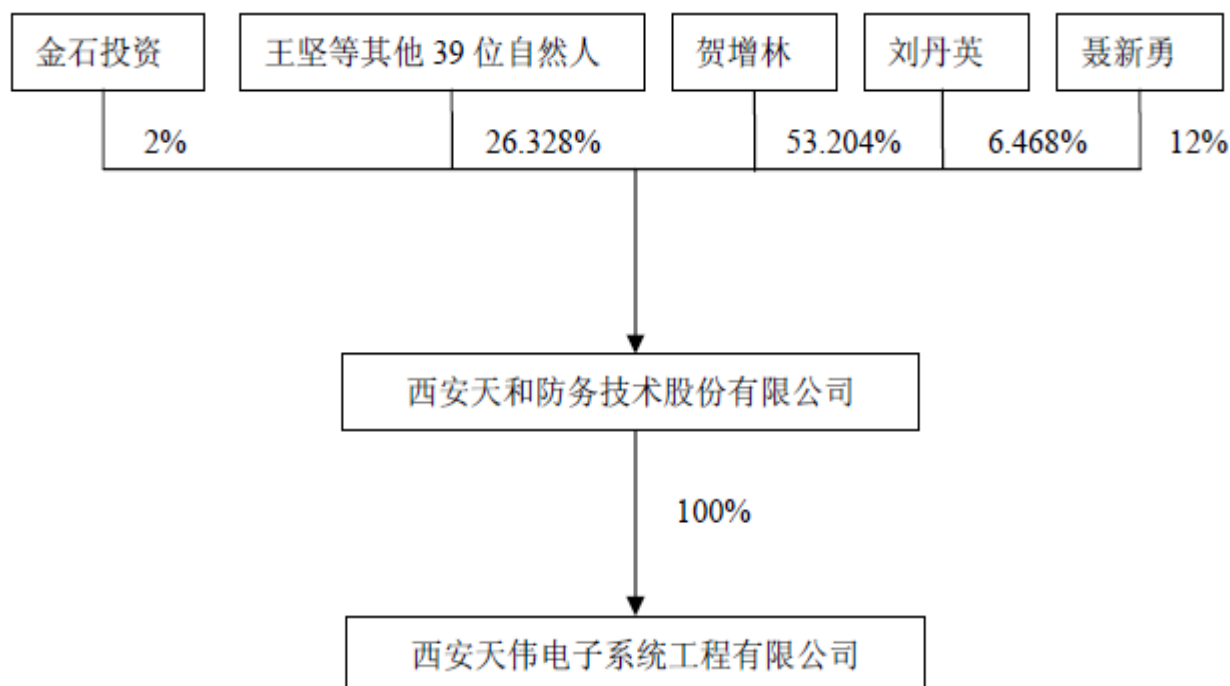 金石投资
王坚等其他 39 位自然人
贺增林
刘丹英
聂新勇
2%
26.328%
53.204%
6.468%
12%
西安天和防务技术股份有限公司
100%
西安天伟电子系统工程有限公司